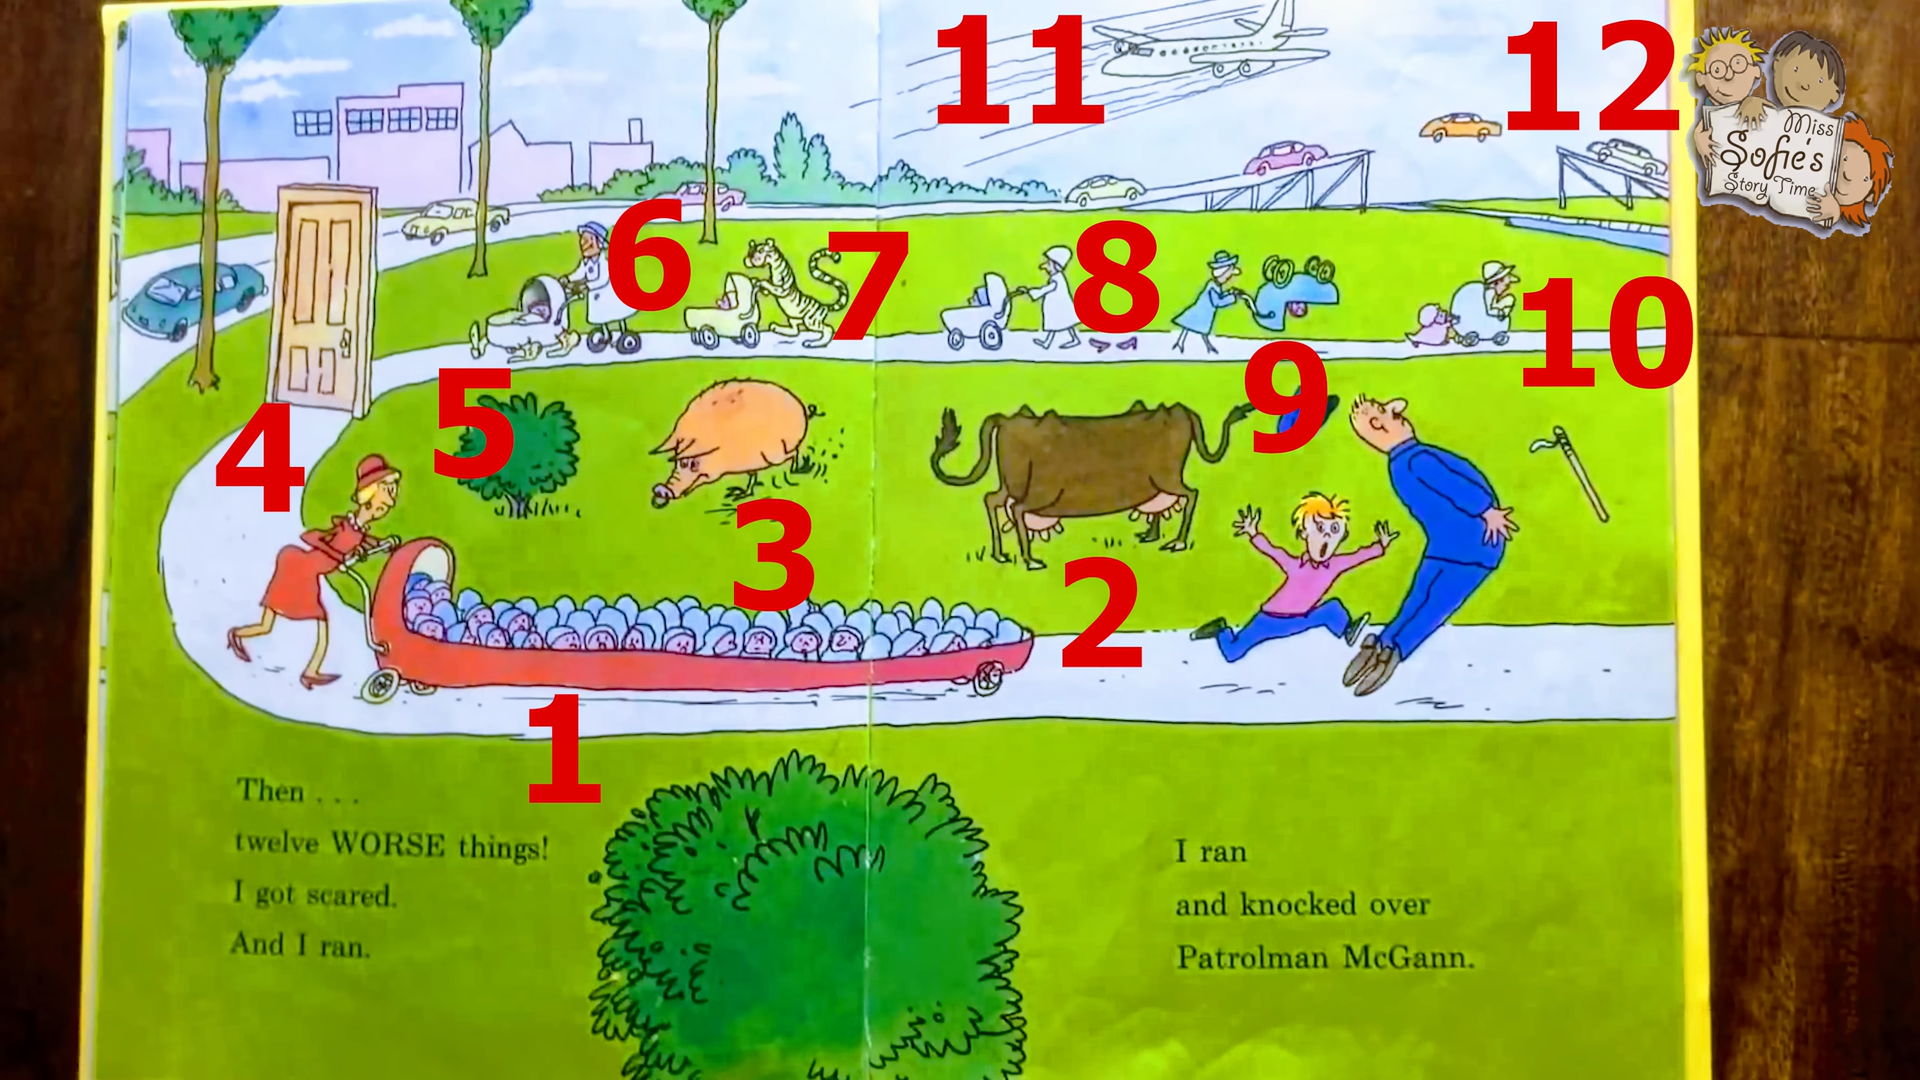 11
12
Miss
Sofie's
Story Time
6
7
8
10
9
5
4
3
2
1
Then . . .
twelve WORSE things!
I got scared.
And I ran.
I ran
and knocked over
Patrolman McGann.